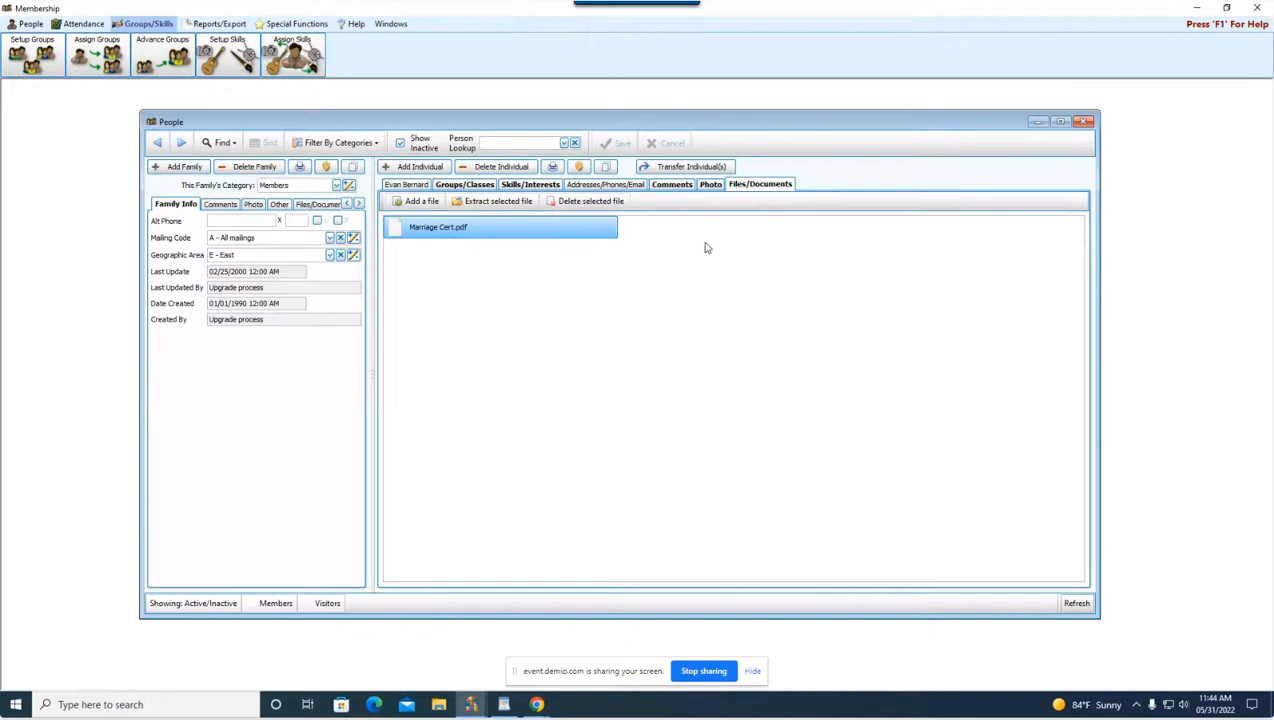 Membership
People Attendance Groups/Skills Reports/Export Special Functions Help Windows
Press 'F1' For Help
Setup Groups Assign Groups Advance Groups Setup Skills Assign Skills
People
Find Grid Filter By Categories Show Inactive Person Lookup Save Cancel
Add Family Delete Family Add Individual Delete Individual Transfer Individual(s)
This Family's Category: Members
Evan Bernard Groups/Classes Skills/Interests Addresses/Phones/Email Comments Photo Files/Documents
Family Info Comments Photo Other Files/Documer
Add a file Extract selected file Delete selected file
Alt Phone X
Marriage Cert.pdf
Mailing Code A - All mailings
Geographic Area E - East
Last Update 02/25/2000 12:00 AM
Last Updated By Upgrade process
Date Created 01/01/1990 12:00 AM
Created By Upgrade process
Showing: Active/Inactive Members Visitors Refresh
event.demio.com is sharing your screen. Stop sharing Hide
Type here to search
84°F Sunny
11:44 AM
05/31/2022